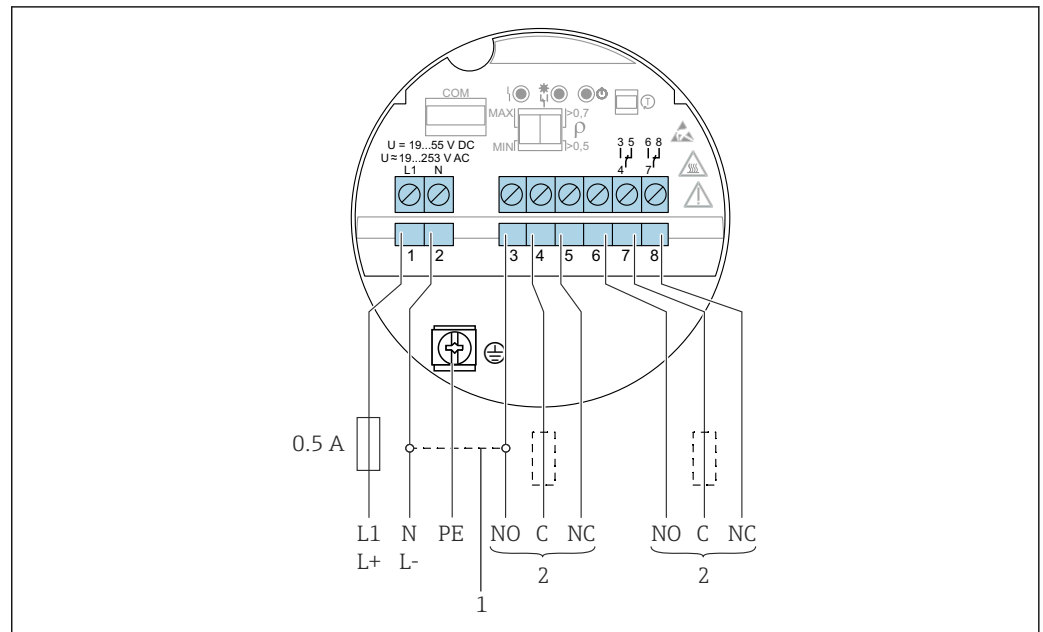 COM
MAX
MIN
>0,7
ρ
>0,5
T
U = 19...55 V DC
U ≈ 19...253 V AC
L1 N
3 5
4
6 8
7
1 2 3 4 5 6 7 8
0.5 A
L1 N PE NO C NC NO C NC
L+ L-
2 2
1